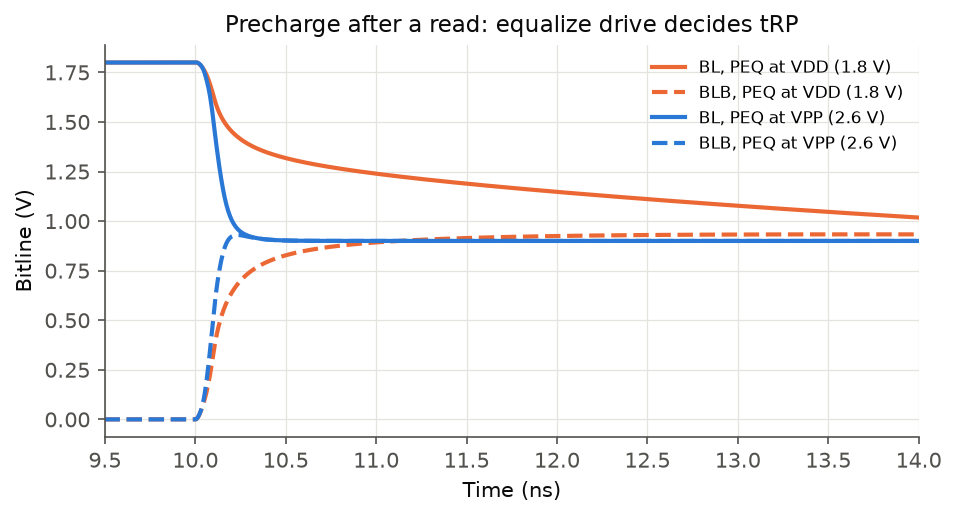 Precharge after a read: equalize drive decides tRP
BL, PEQ at VDD (1.8 V)
BLB, PEQ at VDD (1.8 V)
BL, PEQ at VPP (2.6 V)
BLB, PEQ at VPP (2.6 V)
Bitline (V)
1.75
1.50
1.25
1.00
0.75
0.50
0.25
0.00
9.5 10.0 10.5 11.0 11.5 12.0 12.5 13.0 13.5 14.0
Time (ns)